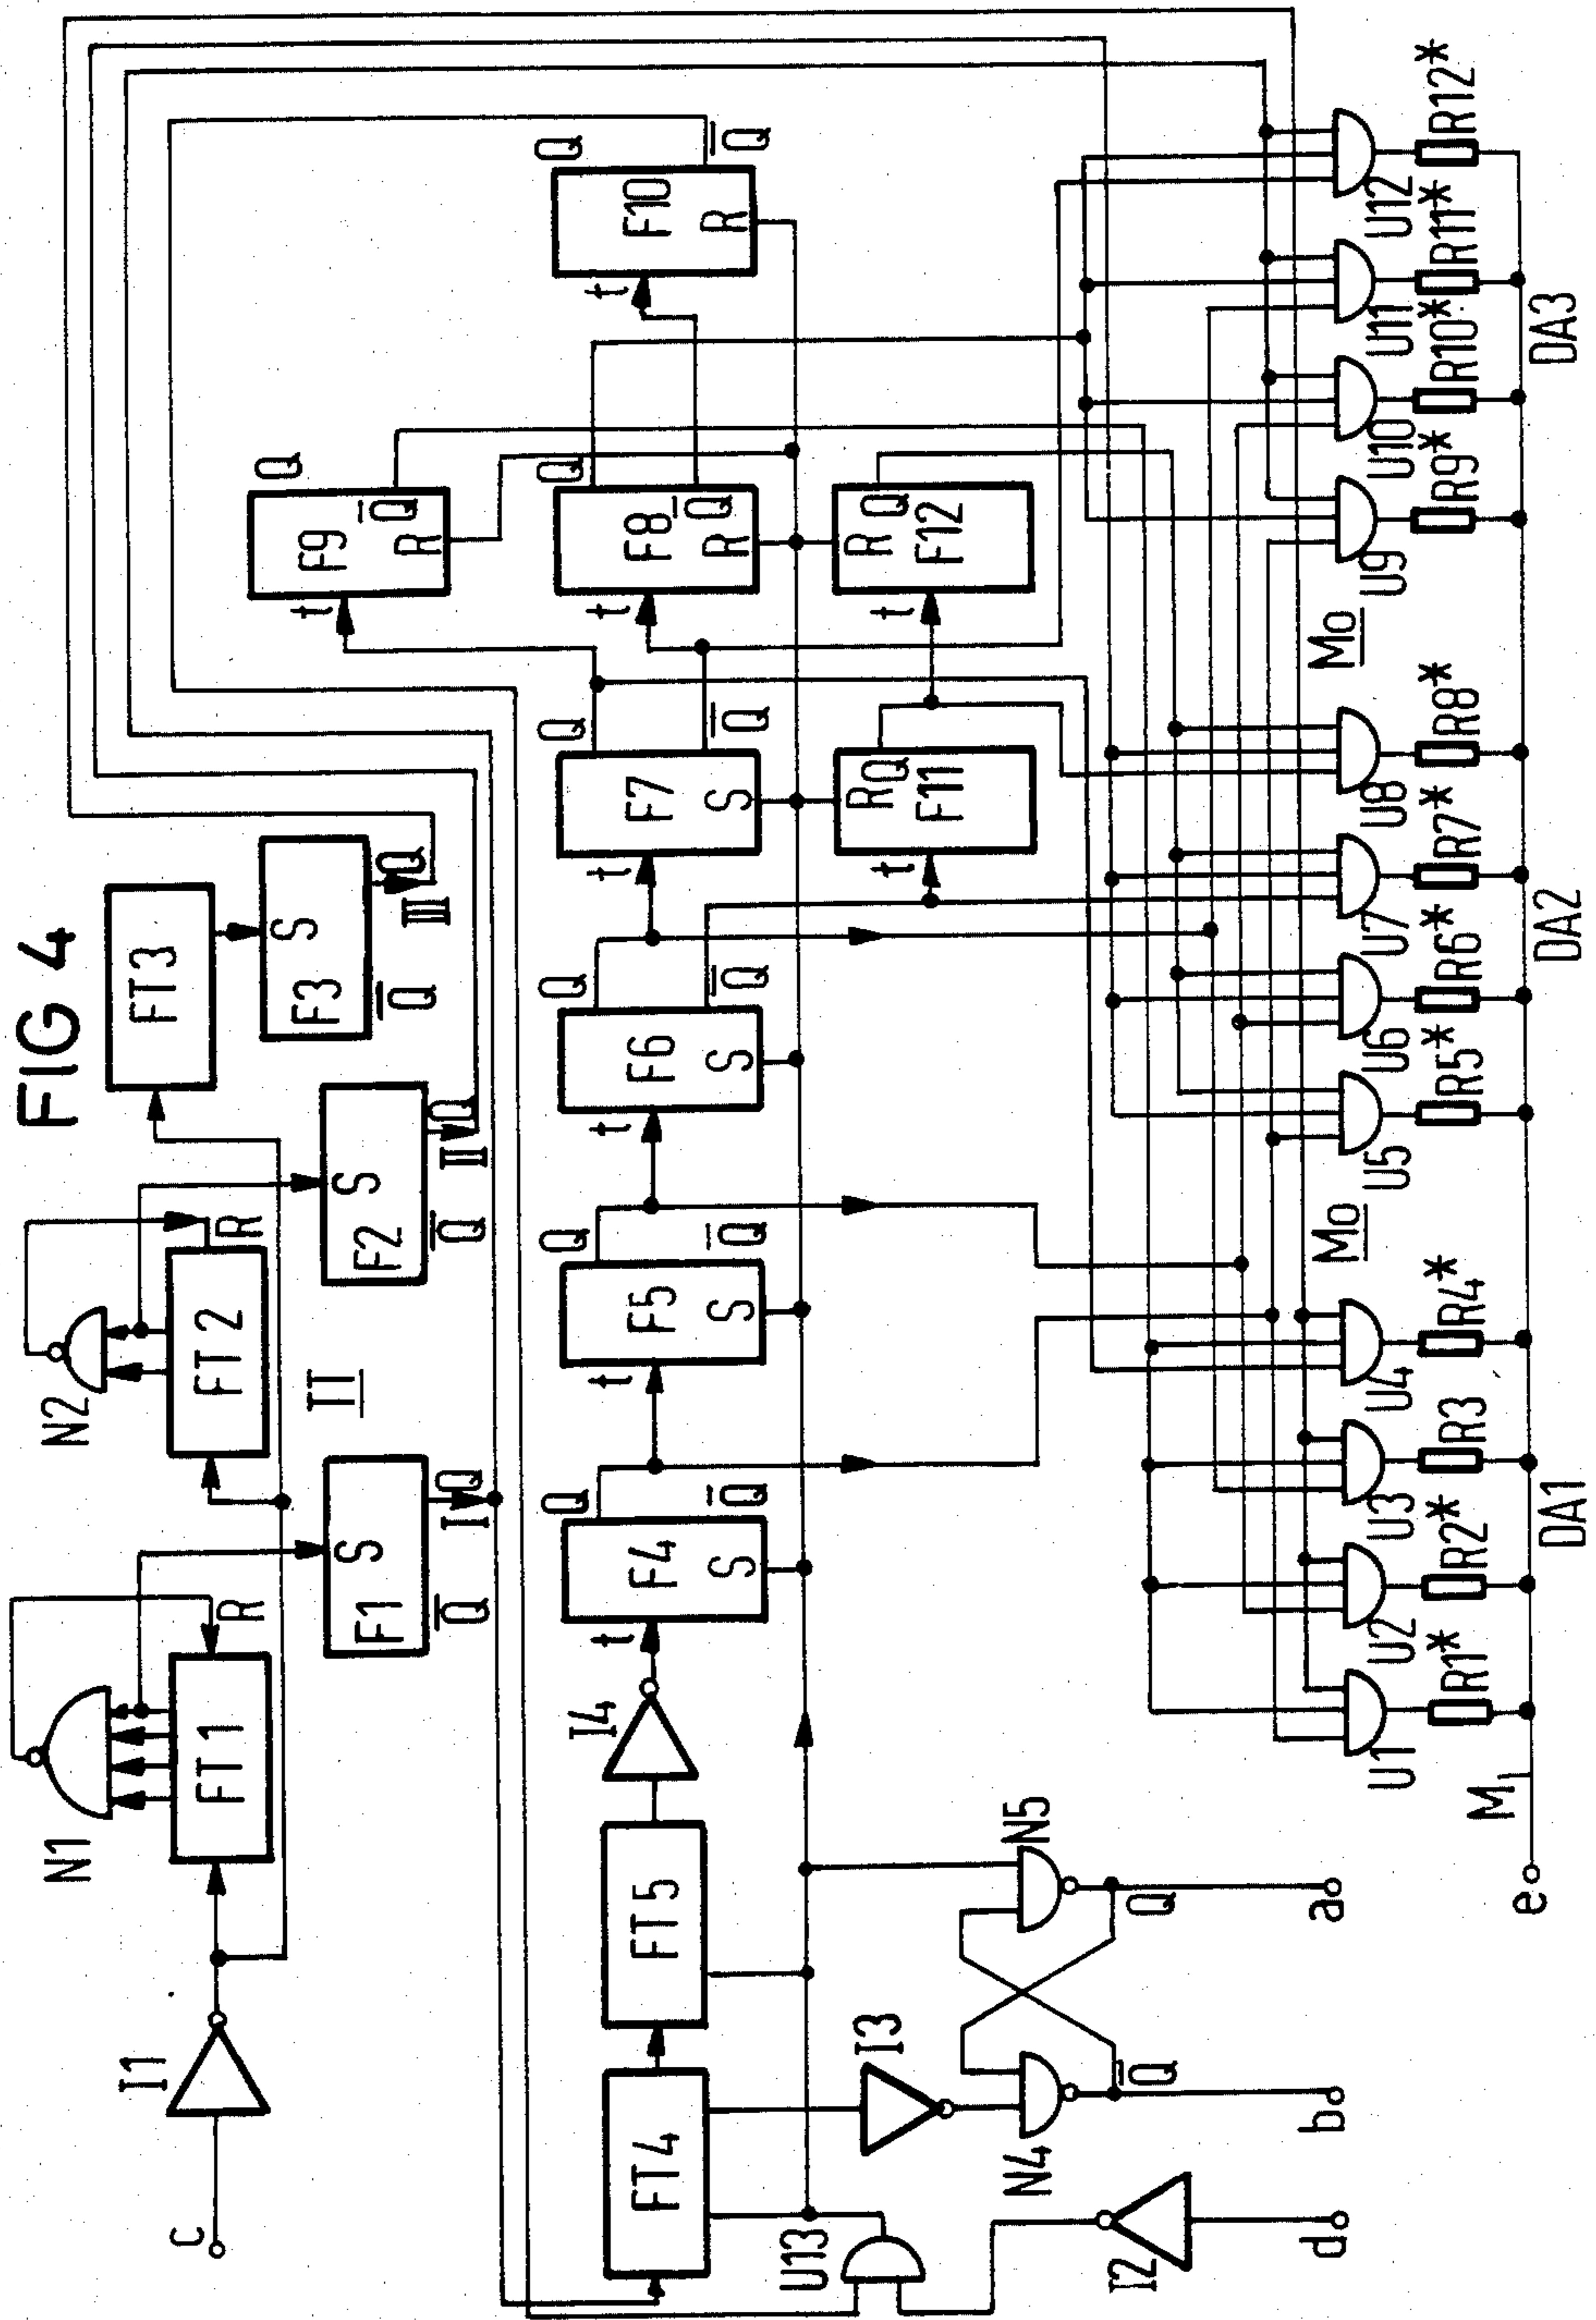 FIG 4
N1
N2
I1
c
FT1
R
FT2
R
FT3
TT
F1
S
Q̅
Q
I
F2
S
Q̅
Q
II
F3
S
Q̅
Q
III
F9
t
Q
Q̅
R
FT4
FT5
I4
t
F4
S
Q
Q̅
t
F5
S
Q
Q̅
t
F6
S
Q
Q̅
t
F7
S
Q
Q̅
t
F8
R
Q
Q̅
t
F10
R
Q
Q̅
t
F11
R
Q
t
F12
R
Q
U13
I3
N4
N5
Q̅
Q
I2
d
b
a
e
M
U1
U2
U3
U4
Mo
U5
U6
U7
U8
Mo
U9
U10
U11
U12
R1*
R2*
R3
R4*
R5*
R6*
R7*
R8*
R9*
R10*
R11*
R12*
DA1
DA2
DA3